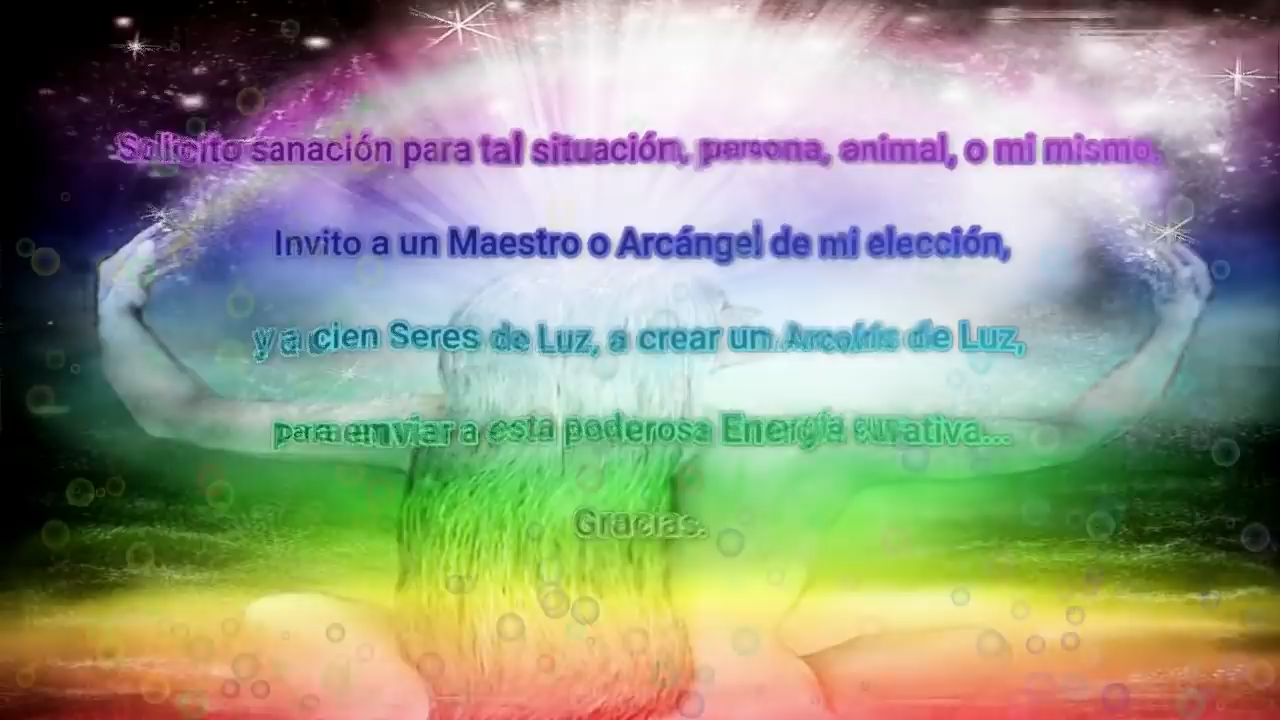 Solicito sanación para tal situación, persona, animal, o mi mismo.
Invito a un Maestro o Arcángel de mi elección,
y a cien Seres de Luz, a crear un Arcoíris de Luz,
para enviar a esta poderosa Energía curativa...
Gracias.